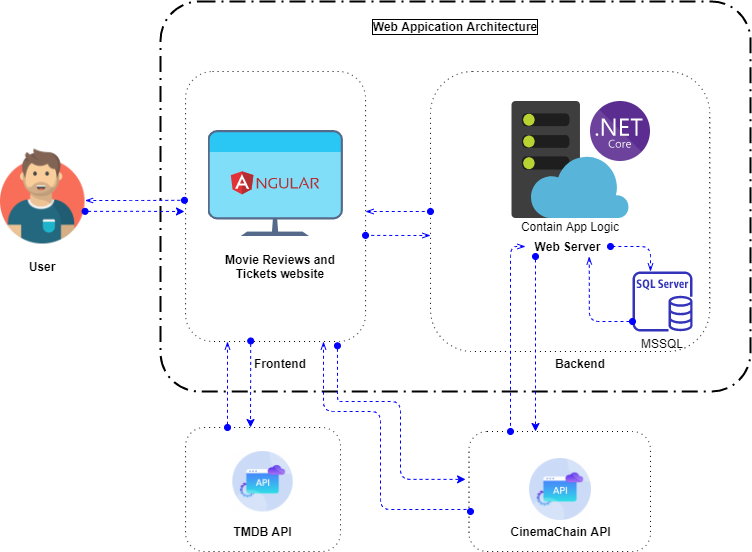 Web Appication Architecture
.NET
Core
ANGULAR
Contain App Logic
Web Server
Movie Reviews and
Tickets website
User
SQL Server
MSSQL
Frontend
Backend
API
TMDB API
API
CinemaChain API